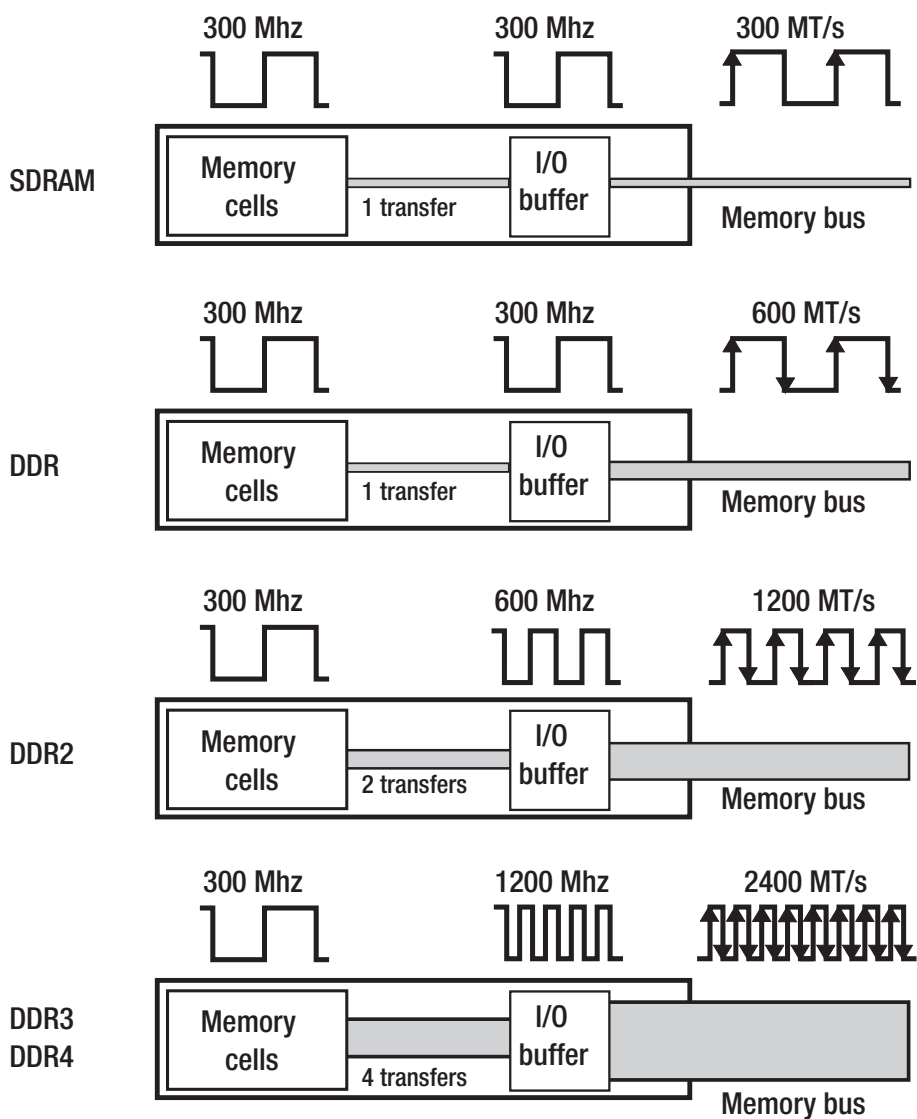 300 Mhz 300 Mhz 300 MT/s
SDRAM
Memory
cells
1 transfer
I/O
buffer
Memory bus
300 Mhz 300 Mhz 600 MT/s
DDR
Memory
cells
1 transfer
I/O
buffer
Memory bus
300 Mhz 600 Mhz 1200 MT/s
DDR2
Memory
cells
2 transfers
I/O
buffer
Memory bus
300 Mhz 1200 Mhz 2400 MT/s
DDR3
DDR4
Memory
cells
4 transfers
I/O
buffer
Memory bus